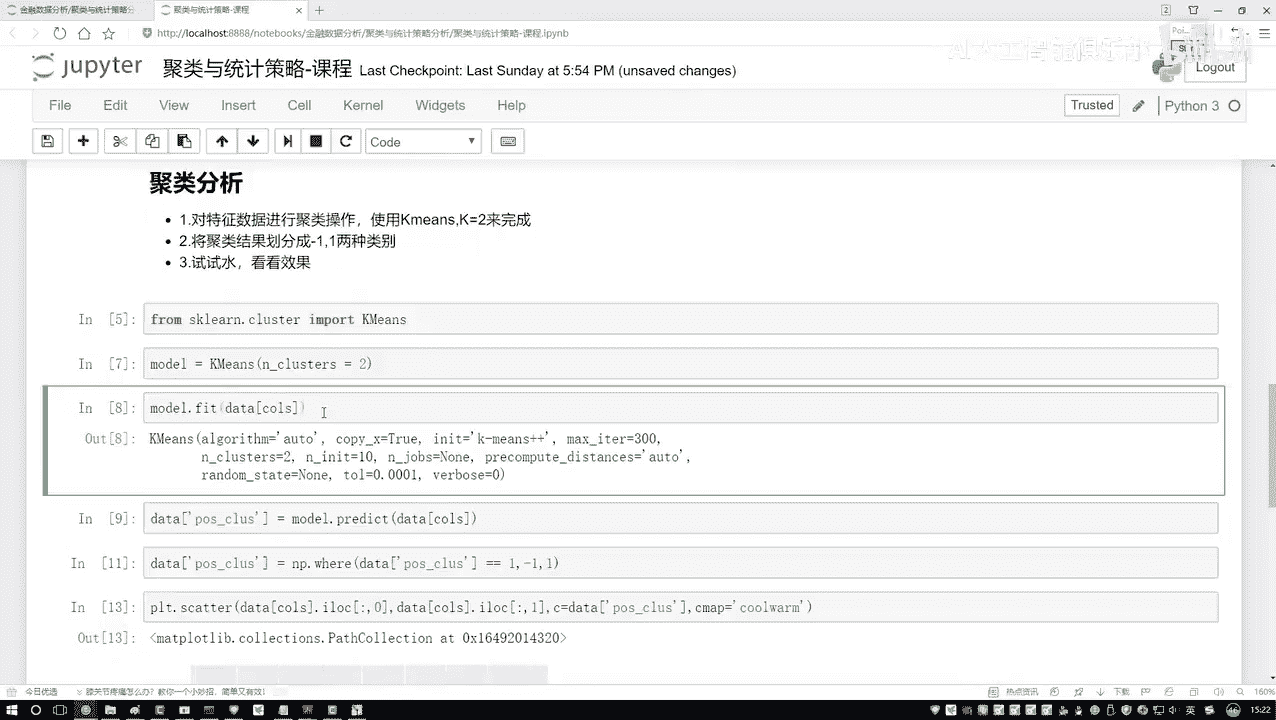 金融数据分析/聚类与统计策略分
聚类与统计策略-课程
http://localhost:8888/notebooks/金融数据分析/聚类与统计策略分析/聚类与统计策略-课程.ipynb
jupyter 聚类与统计策略-课程 Last Checkpoint: Last Sunday at 5:54 PM (unsaved changes)
Logout
File Edit View Insert Cell Kernel Widgets Help
Trusted Python 3
Code
聚类分析
1.对特征数据进行聚类操作，使用Kmeans,K=2来完成
2.将聚类结果划分成-1,1两种类别
3.试试水，看看效果
In [5]: from sklearn.cluster import KMeans
In [7]: model = KMeans(n_clusters = 2)
In [8]: model.fit(data[cols])
Out[8]: KMeans(algorithm='auto', copy_x=True, init='k-means++', max_iter=300,
n_clusters=2, n_init=10, n_jobs=None, precompute_distances='auto',
random_state=None, tol=0.0001, verbose=0)
In [9]: data['pos_clus'] = model.predict(data[cols])
In [11]: data['pos_clus'] = np.where(data['pos_clus'] == 1,-1,1)
In [13]: plt.scatter(data[cols].iloc[:,0],data[cols].iloc[:,1],c=data['pos_clus'],cmap='coolwarm')
Out[13]: <matplotlib.collections.PathCollection at 0x16492014320>
今日优选 膝关节疼痛怎么办？教你一个小妙招，简单又有效！ 热点资讯 下载 160%
英 15:22